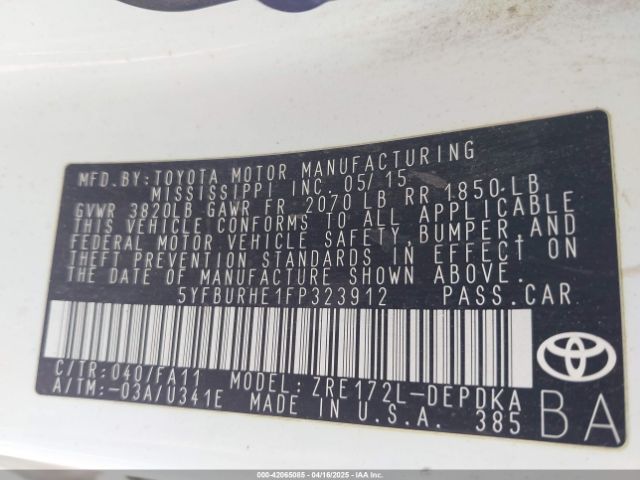 MFD. BY: TOYOTA MOTOR MANUFACTURING
MISSISSIPPI INC. 05/15
GVWR 3820LB GAWR FR 2070 LB RR 1850 LB
THIS VEHICLE CONFORMS TO ALL APPLICABLE
FEDERAL MOTOR VEHICLE SAFETY, BUMPER, AND
THEFT PREVENTION STANDARDS IN EFFECT ON
THE DATE OF MANUFACTURE SHOWN ABOVE.
5YFBURHE1FP323912 PASS.CAR
C/TR: 040/FA11 MODEL: ZRE172L-DEPDKA
A/TM: -03A/U341E MADE IN U.S.A. 385
BA
000-42065085 - 04/16/2025 - IAAI.com